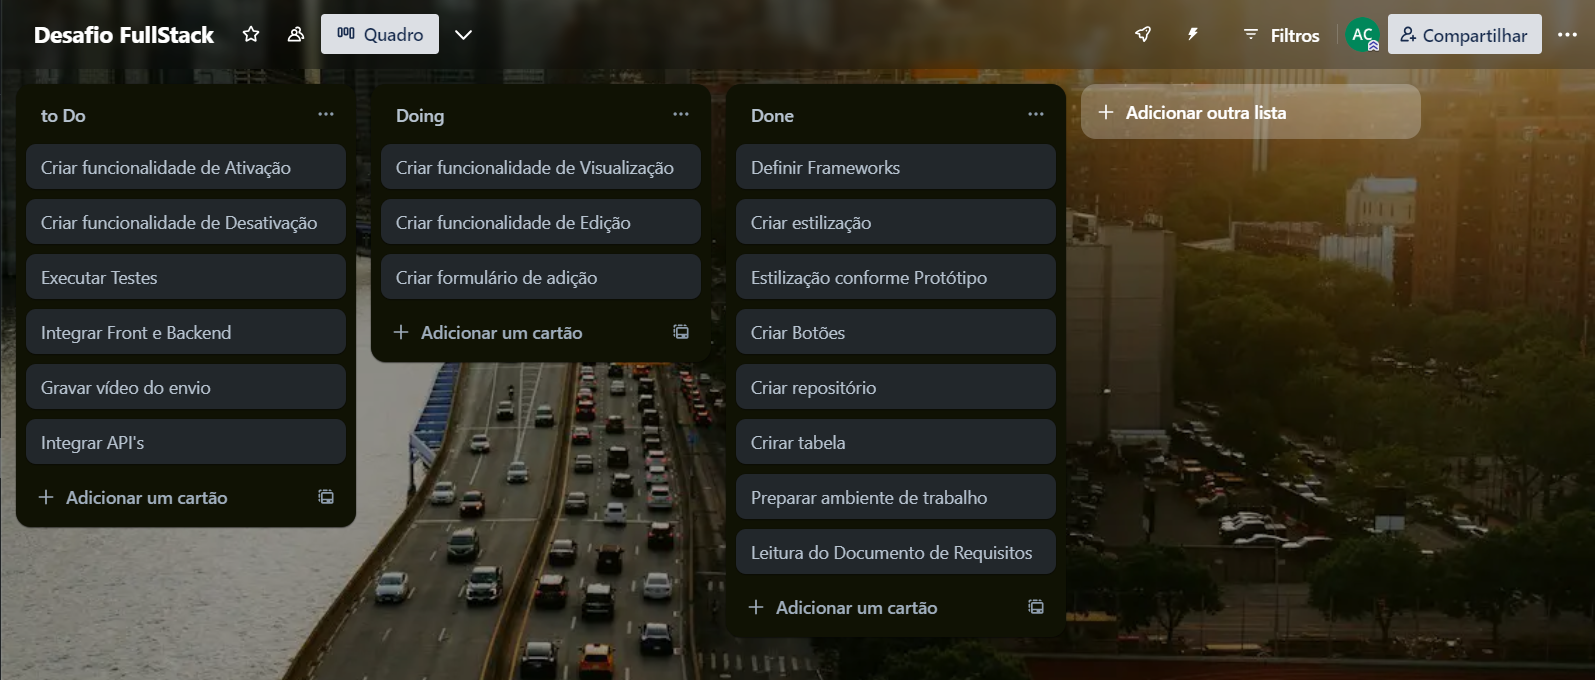 Desafio FullStack
Quadro
Filtros
AC
Compartilhar
to Do
Criar funcionalidade de Ativação
Criar funcionalidade de Desativação
Executar Testes
Integrar Front e Backend
Gravar vídeo do envio
Integrar API's
Adicionar um cartão
Doing
Criar funcionalidade de Visualização
Criar funcionalidade de Edição
Criar formulário de adição
Adicionar um cartão
Done
Definir Frameworks
Criar estilização
Estilização conforme Protótipo
Criar Botões
Criar repositório
Crirar tabela
Preparar ambiente de trabalho
Leitura do Documento de Requisitos
Adicionar um cartão
Adicionar outra lista